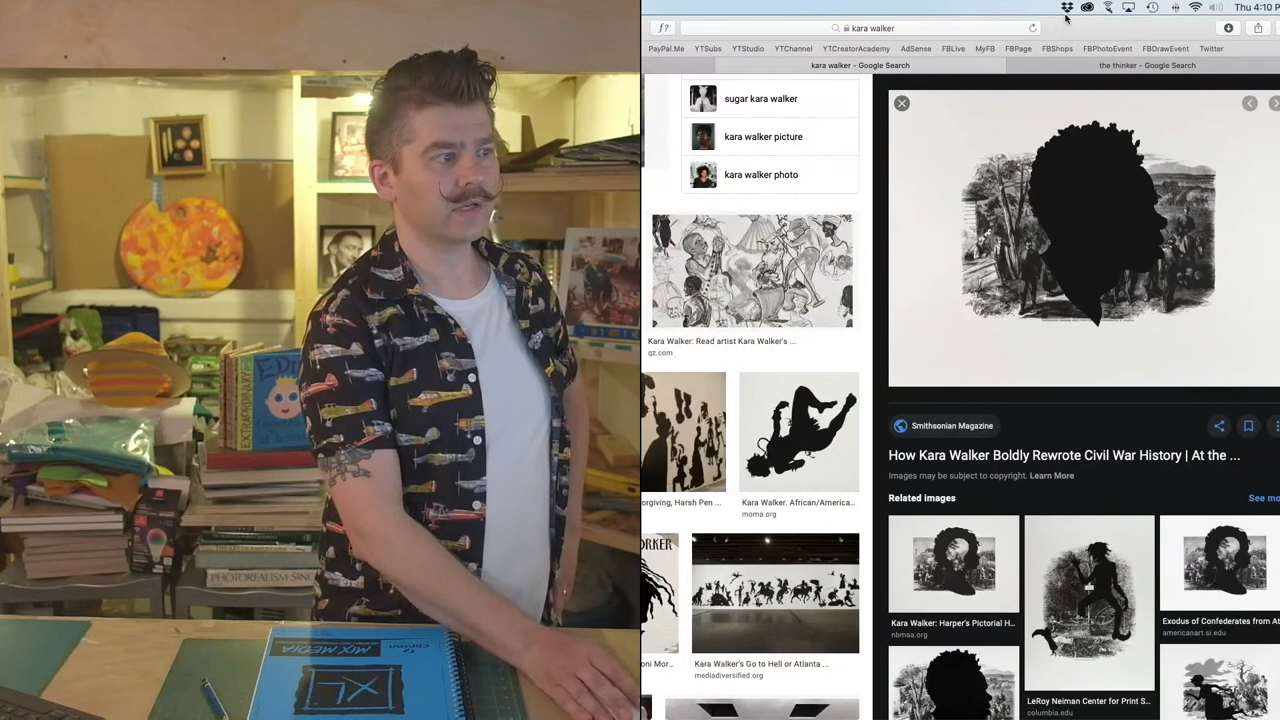 Thu 4:10 P
kara walker
PayPal.Me YTSubs YTStudio YTChannel YTCreatorAcademy AdSense FBLive MyFB FBPage FBShops FBPhotoEvent FBDrawEvent Twitter
kara walker - Google Search
the thinker - Google Search
sugar kara walker
kara walker picture
kara walker photo
Kara Walker: Read artist Kara Walker's ...
qz.com
orgiving, Harsh Pen ...
Kara Walker. African/America...
moma.org
ORKER
oni Mor...
Kara Walker's Go to Hell or Atlanta ...
mediadiversified.org
Smithsonian Magazine
How Kara Walker Boldly Rewrote Civil War History | At the ...
Images may be subject to copyright. Learn More
Related images
See mo
Kara Walker: Harper's Pictorial H...
nbmaa.org
LeRoy Neiman Center for Print S...
columbia.edu
Exodus of Confederates from At
americanart.si.edu
EXTRAORDINARY
PHOTOREALISM SINC
canson
MIX MEDIA
XL